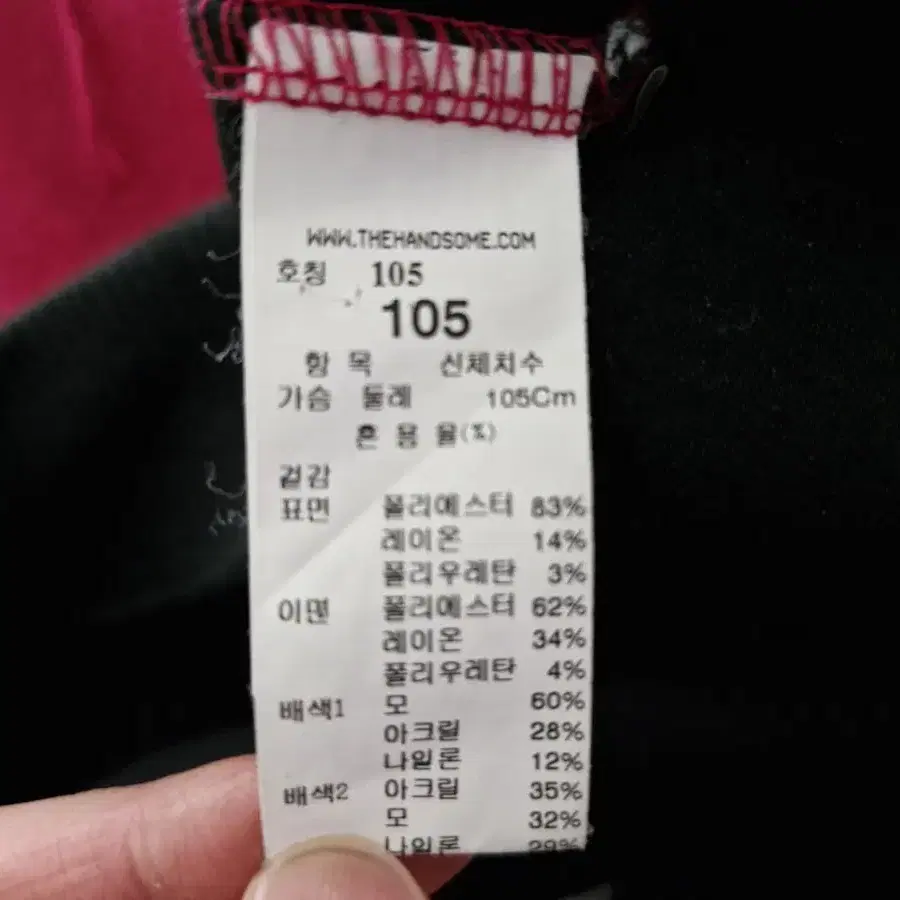 WWW.THEHANDSOME.COM
호칭 105
105
항 목 신체치수
가슴 둘레 105Cm
혼 용 율(%)
겉감
표면 폴리에스터 83%
레이온 14%
폴리우레탄 3%
이면 폴리에스터 62%
레이온 34%
폴리우레탄 4%
배색1 모 60%
아크릴 28%
나일론 12%
배색2 아크릴 35%
모 32%
나일론 29%